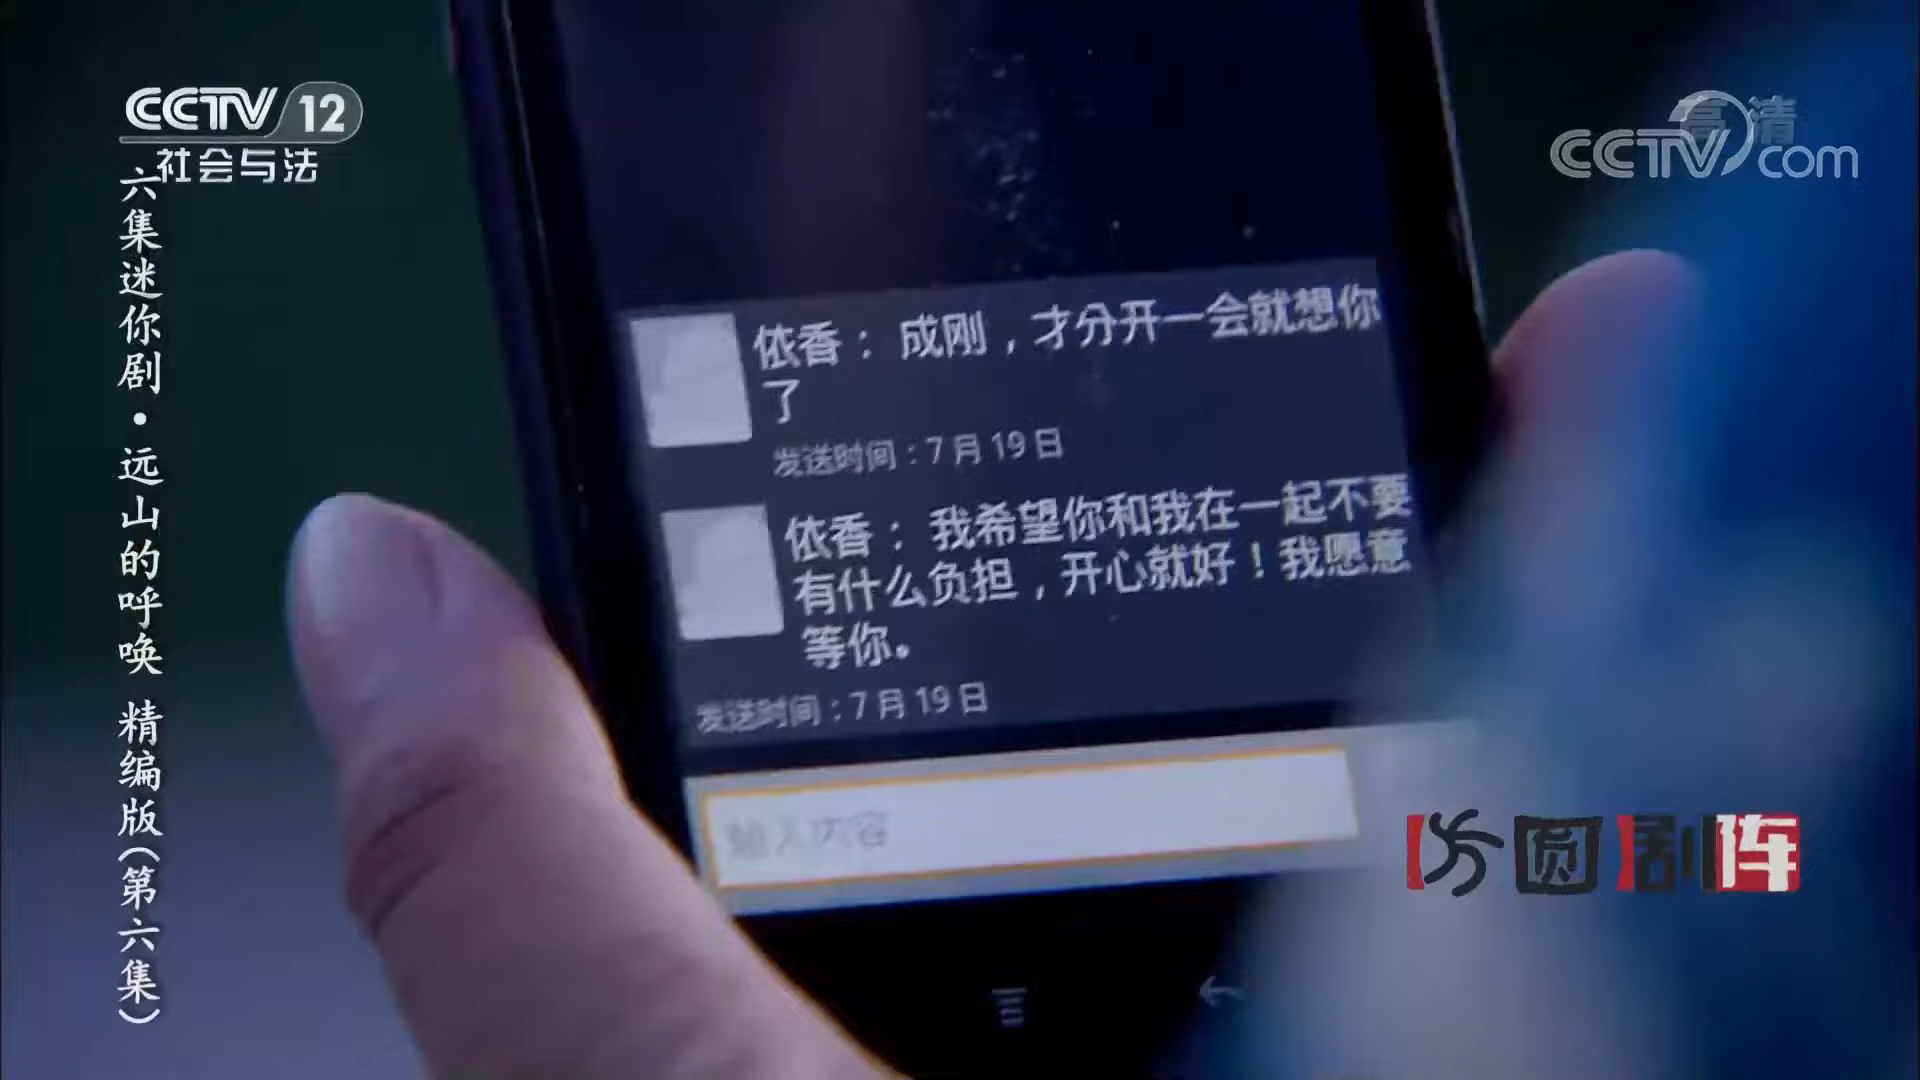 CCTV 12
社会与法
高清
CCTV com
六集迷你剧·远山的呼唤 精编版(第六集)
依香： 成刚，才分开一会就想你
了
发送时间：7月19日
依香： 我希望你和我在一起不要
有什么负担，开心就好！我愿意
等你。
发送时间：7月19日
输入内容
方圆剧阵